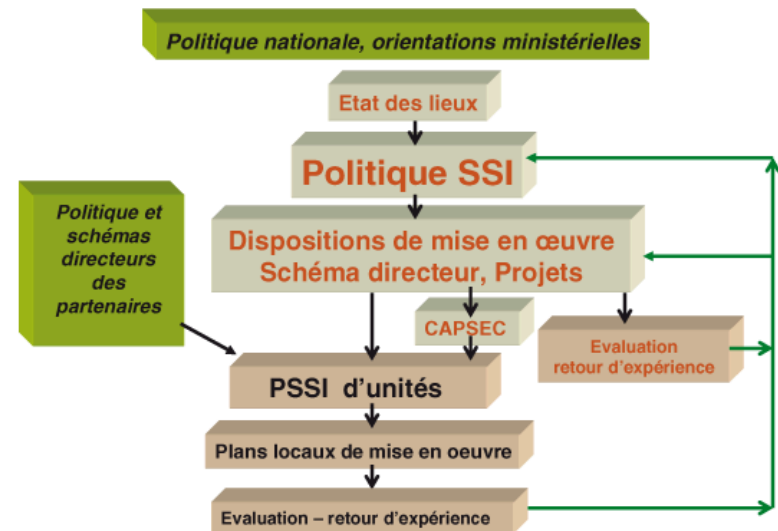 Politique nationale, orientations ministérielles
Etat des lieux
Politique SSI
Politique et
schémas
directeurs
des
partenaires
Dispositions de mise en œuvre
Schéma directeur, Projets
CAPSEC
Evaluation
retour d’expérience
PSSI d’unités
Plans locaux de mise en oeuvre
Evaluation – retour d’expérience